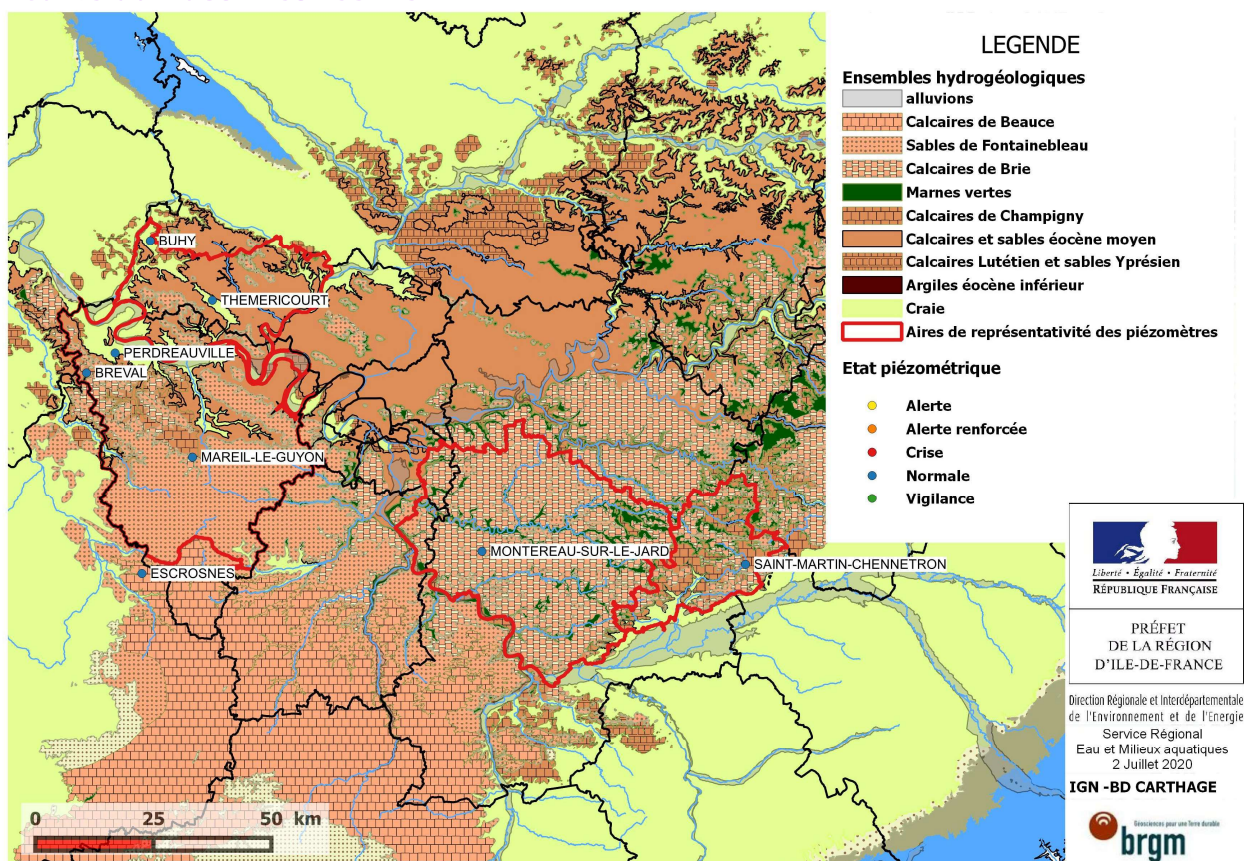 LEGENDE
Ensembles hydrogéologiques
alluvions
Calcaires de Beauce
Sables de Fontainebleau
Calcaires de Brie
Marnes vertes
Calcaires de Champigny
Calcaires et sables éocène moyen
Calcaires Lutétien et sables Yprésien
Argiles éocène inférieur
Craie
Aires de représentativité des piézomètres
Etat piézométrique
Alerte
Alerte renforcée
Crise
Normale
Vigilance
BUHY
THEMERICOURT
PERDREAUVILLE
BREVAL
MAREIL-LE-GUYON
MONTEREAU-SUR-LE-JARD
SAINT-MARTIN-CHENNETRON
ESCROSNES
0 25 50 km
Liberté • Égalité • Fraternité
RÉPUBLIQUE FRANÇAISE
PRÉFET
DE LA RÉGION
D'ILE-DE-FRANCE
Direction Régionale et Interdépartementale
de l'Environnement et de l'Energie
Service Régional
Eau et Milieux aquatiques
2 Juillet 2020
IGN -BD CARTHAGE
Géosciences pour une Terre durable
brgm